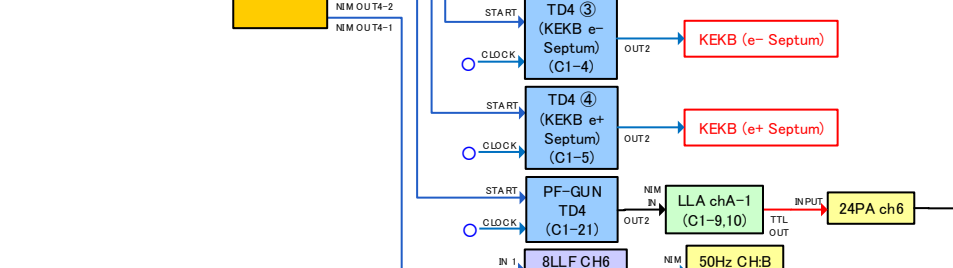 NIM OUT4-2
NIM OUT4-1
START
TD4 ③
(KEKB e-
Septum)
(C1-4)
CLOCK
OUT2
KEKB (e- Septum)
START
TD4 ④
(KEKB e+
Septum)
(C1-5)
CLOCK
OUT2
KEKB (e+ Septum)
START
PF-GUN
TD4
(C1-21)
CLOCK
OUT2
NIM
IN
LLA chA-1
(C1-9,10)
INPUT
TTL
OUT
24PA ch6
IN 1
8LLF CH6
NIM
50Hz CH:B